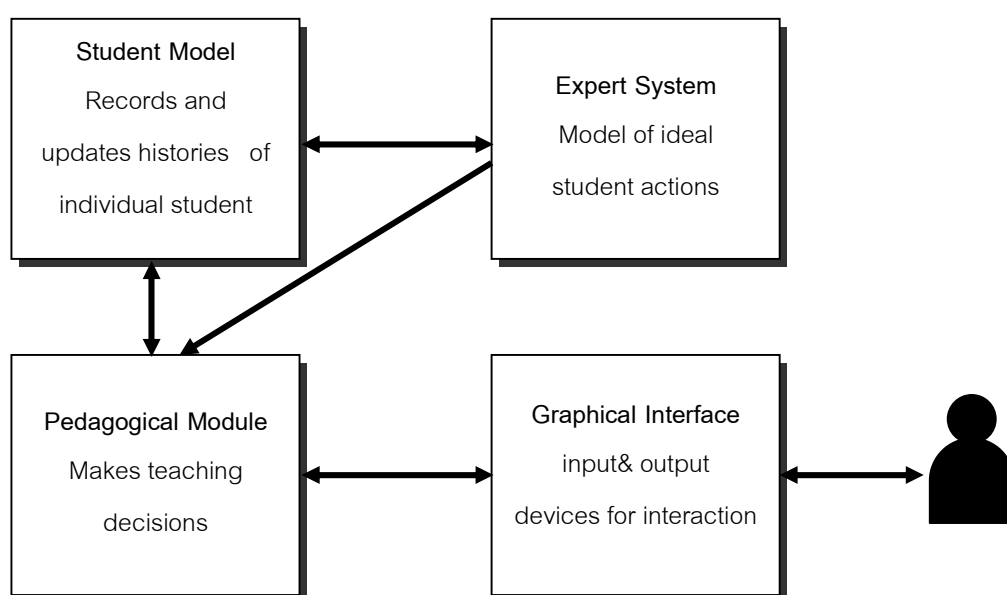 Student Model
Records and
updates histories of
individual student
Expert System
Model of ideal
student actions
Pedagogical Module
Makes teaching
decisions
Graphical Interface
input& output
devices for interaction